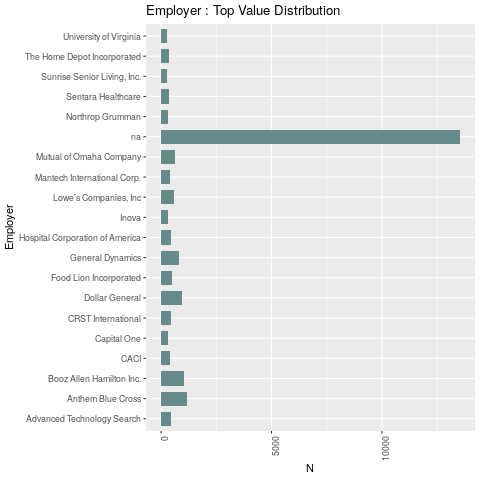 Employer : Top Value Distribution
University of Virginia
The Home Depot Incorporated
Sunrise Senior Living, Inc.
Sentara Healthcare
Northrop Grumman
na
Mutual of Omaha Company
Mantech International Corp.
Lowe's Companies, Inc
Inova
Hospital Corporation of America
General Dynamics
Food Lion Incorporated
Dollar General
CRST International
Capital One
CACI
Booz Allen Hamilton Inc.
Anthem Blue Cross
Advanced Technology Search
Employer
0
5000
10000
N